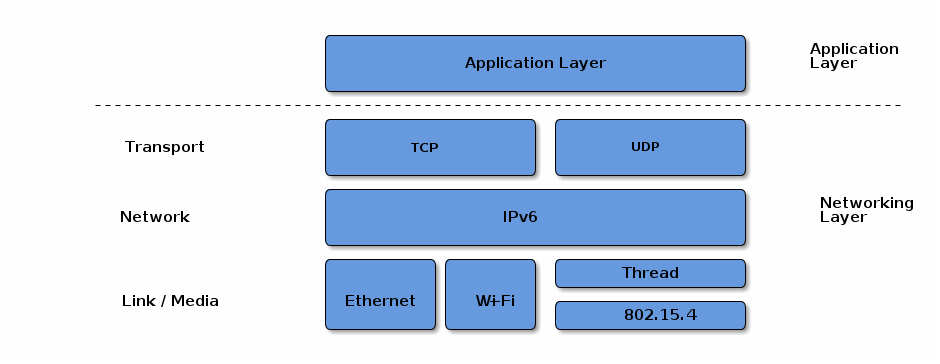 Application Layer
Application
Layer
Transport
TCP
UDP
Network
IPv6
Networking
Layer
Link / Media
Ethernet
Wi-Fi
Thread
802.15.4